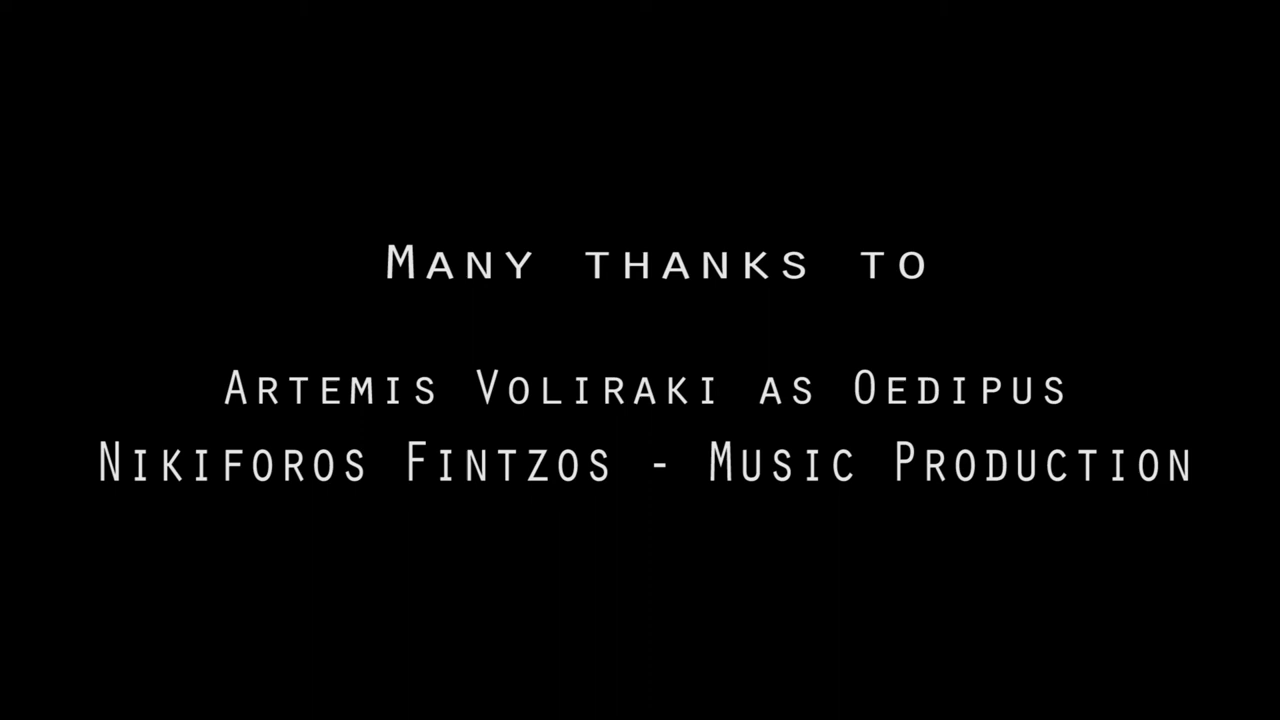 Many thanks to
Artemis Voliraki as Oedipus
Nikiforos Fintzos - Music Production